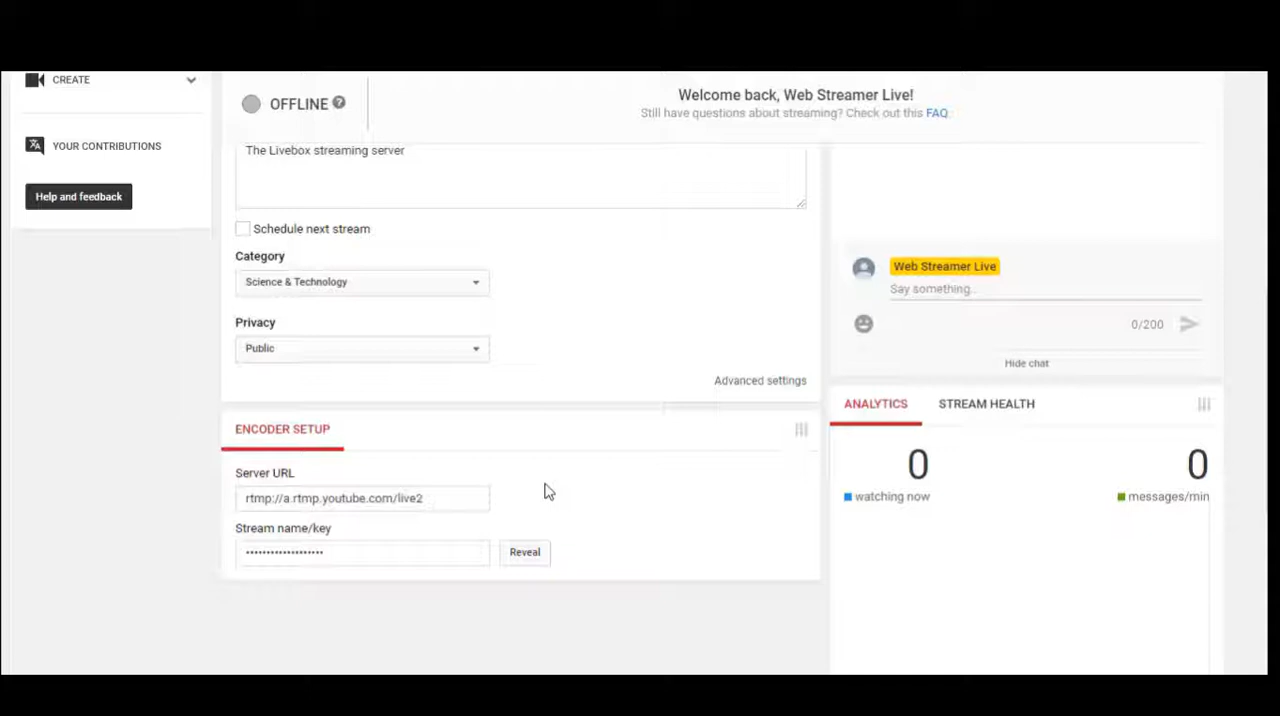 CREATE
YOUR CONTRIBUTIONS
Help and feedback
OFFLINE ?
Welcome back, Web Streamer Live!
Still have questions about streaming? Check out this FAQ.
The Livebox streaming server
Schedule next stream
Category
Science & Technology
Privacy
Public
Advanced settings
ENCODER SETUP
Server URL
rtmp://a.rtmp.youtube.com/live2
Stream name/key
•••••••••••••••••••
Reveal
Web Streamer Live
Say something...
0/200
Hide chat
ANALYTICS
STREAM HEALTH
0
watching now
0
messages/min